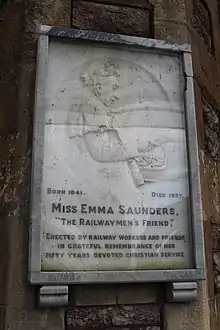 BORN 1841. DIED 1927.
MISS EMMA SAUNDERS,
"THE RAILWAYMEN'S FRIEND,"
ERECTED BY RAILWAY WORKERS AND FRIENDS
IN GRATEFUL REMEMBRANCE OF HER
FIFTY YEARS DEVOTED CHRISTIAN SERVICE